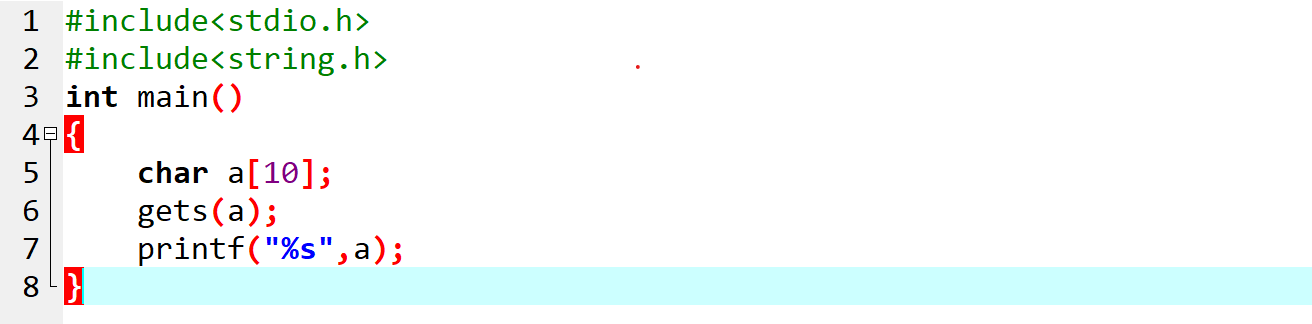 1 #include<stdio.h>
2 #include<string.h>
3 int main()
4 {
5     char a[10];
6     gets(a);
7     printf("%s",a);
8 }